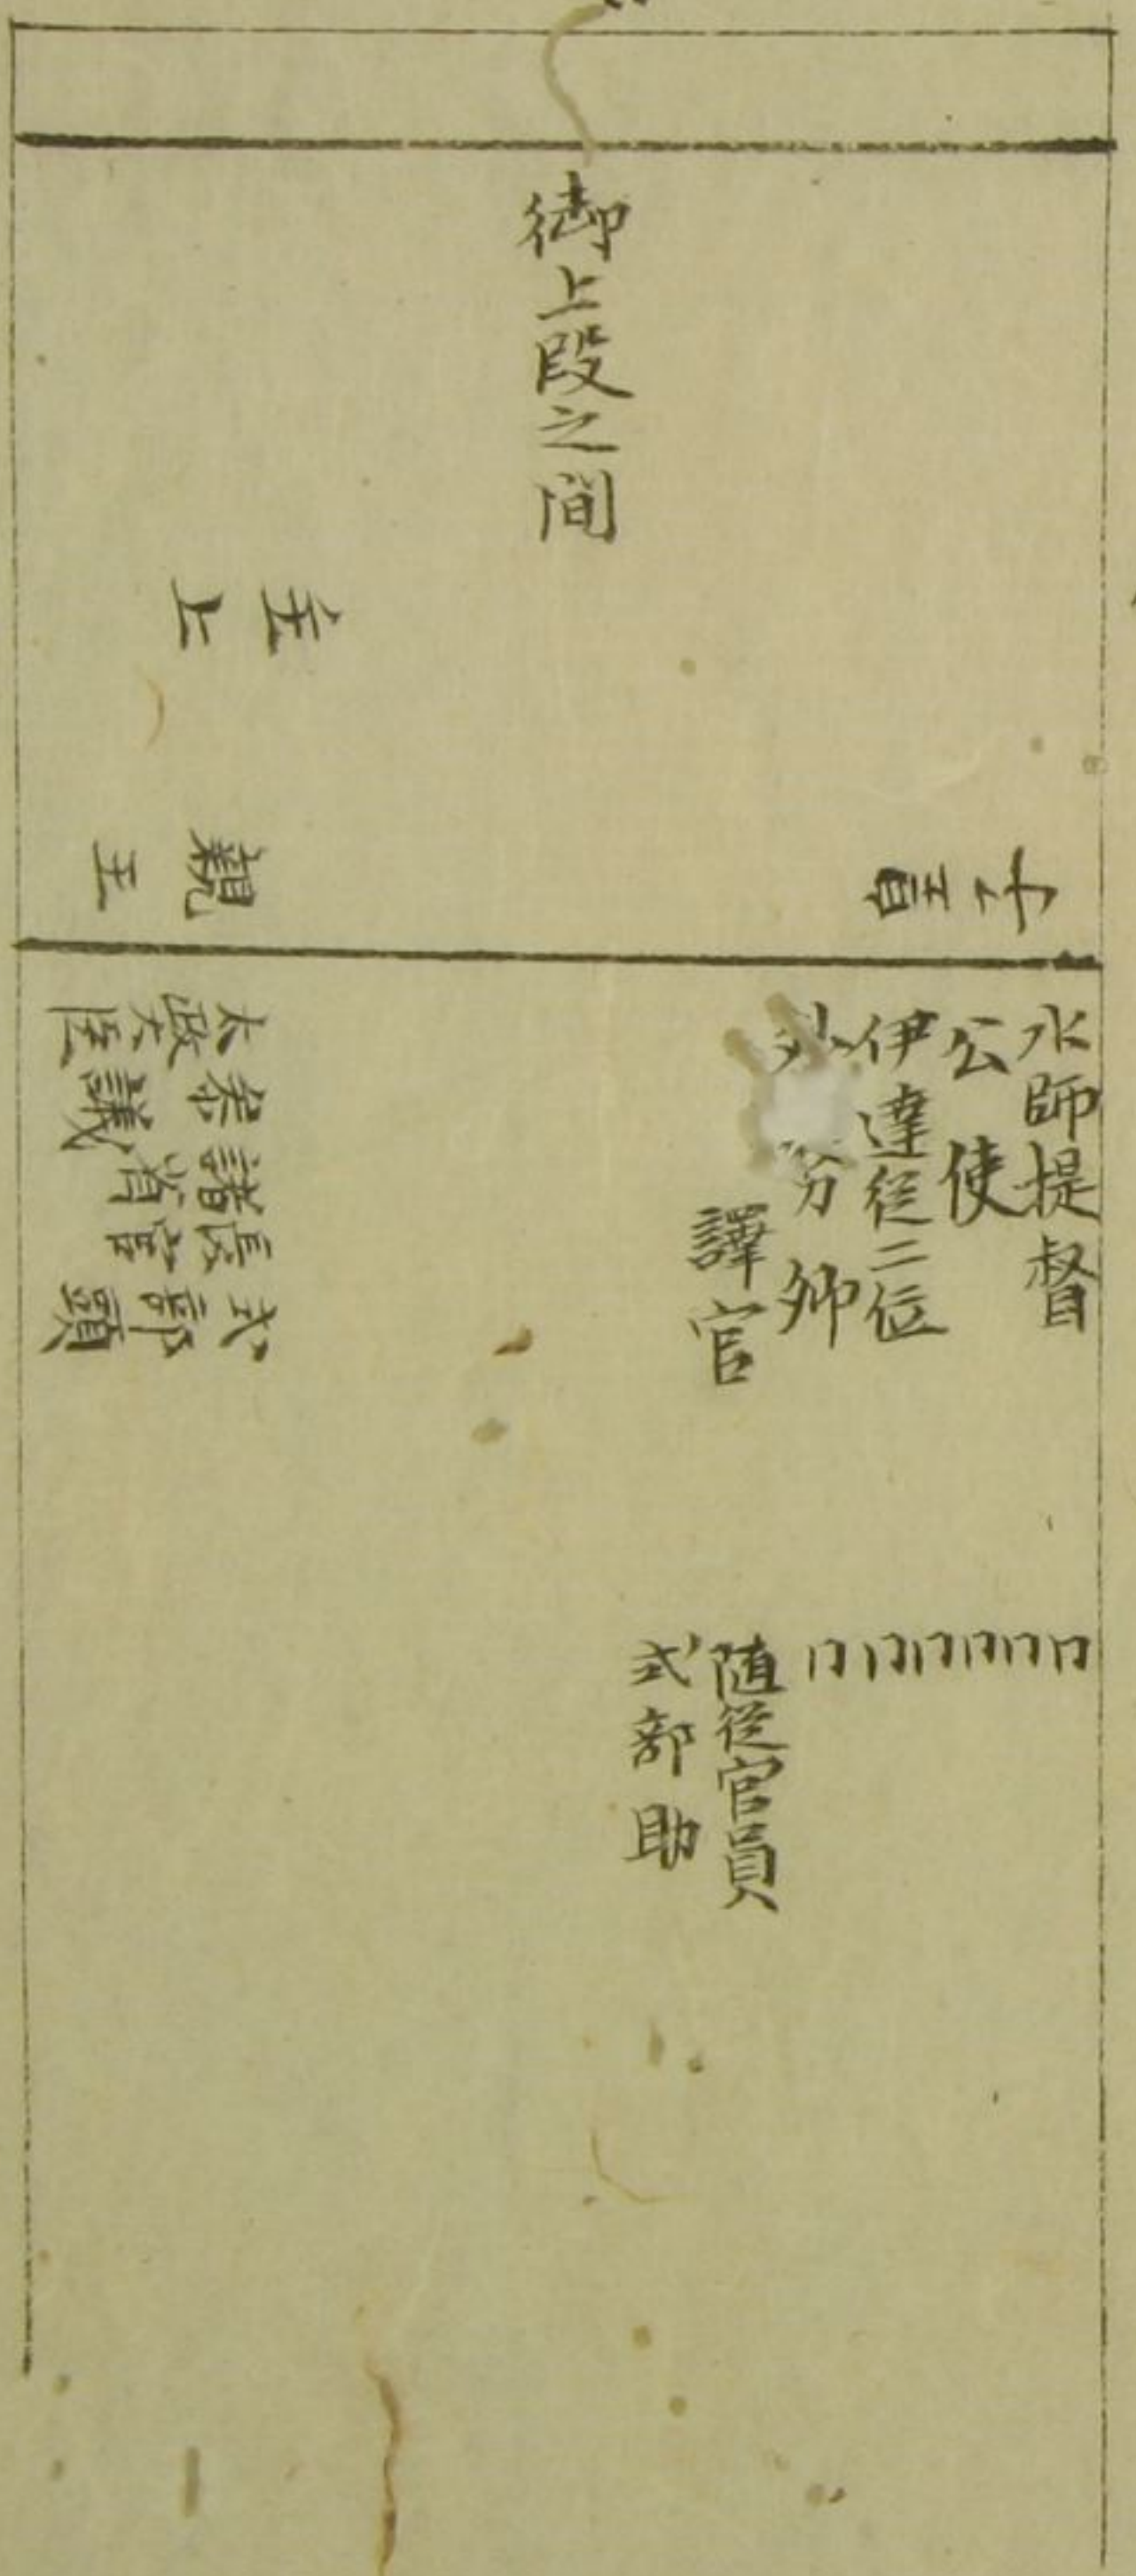 御上段之間
主上
親王
皇子
水師提督
公使
伊達従二位
外務卿
譯官
太政大臣
参議
諸省長官
式部頭
随従官員
式部助